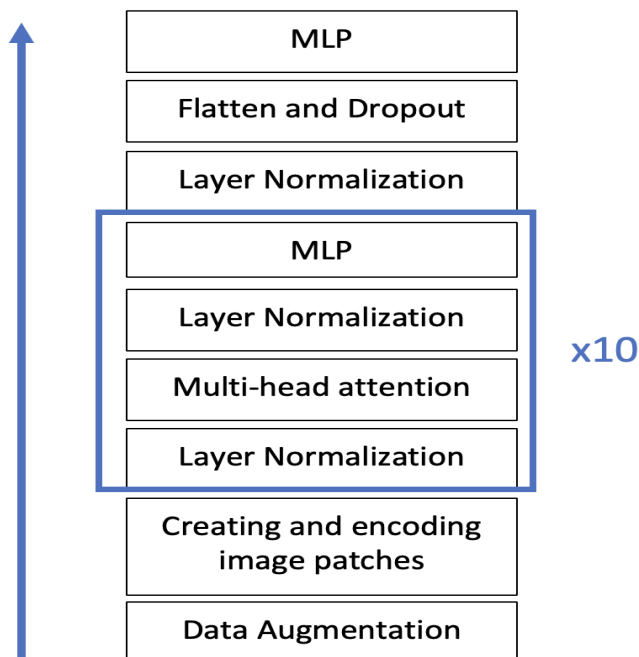 MLP
Flatten and Dropout
Layer Normalization
MLP
Layer Normalization
x10
Multi-head attention
Layer Normalization
Creating and encoding
image patches
Data Augmentation